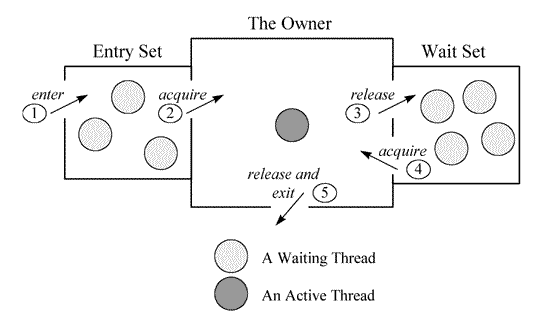 The Owner
Entry Set
Wait Set
enter
1
acquire
2
release
3
acquire
4
release and
exit
5
A Waiting Thread
An Active Thread